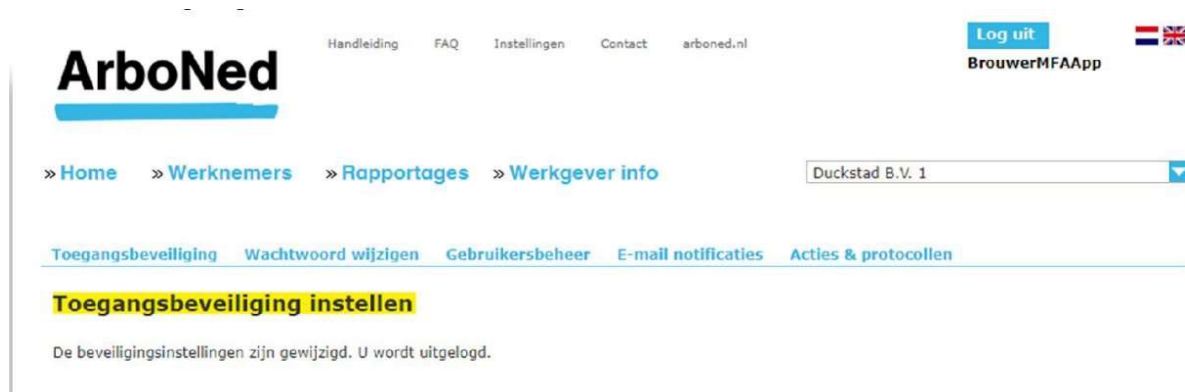 ArboNed
Handleiding FAQ Instellingen Contact arboned.nl
Log uit
BrouwerMFAApp
» Home » Werknemers » Rapportages » Werkgever info
Duckstad B.V. 1
Toegangsbeveiliging Wachtwoord wijzigen Gebruikersbeheer E-mail notificaties Acties & protocollen
Toegangsbeveiliging instellen
De beveiligingsinstellingen zijn gewijzigd. U wordt uitgelogd.